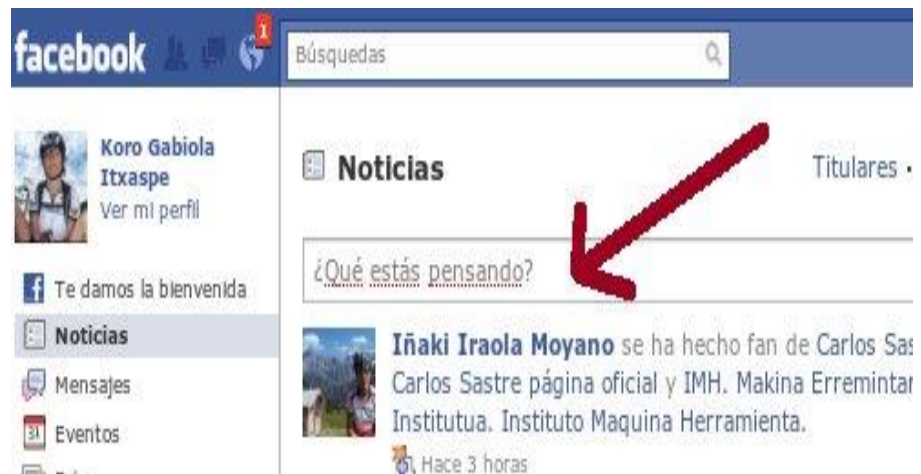 facebook
1
Búsquedas
Koro Gabiola
Itxaspe
Ver mi perfil
Te damos la bienvenida
Noticias
Mensajes
31
Eventos
Noticias
Titulares
¿Qué estás pensando?
Iñaki Iraola Moyano se ha hecho fan de Carlos Sas
Carlos Sastre página oficial y IMH. Makina Erremintar
Institutua. Instituto Maquina Herramienta.
Hace 3 horas